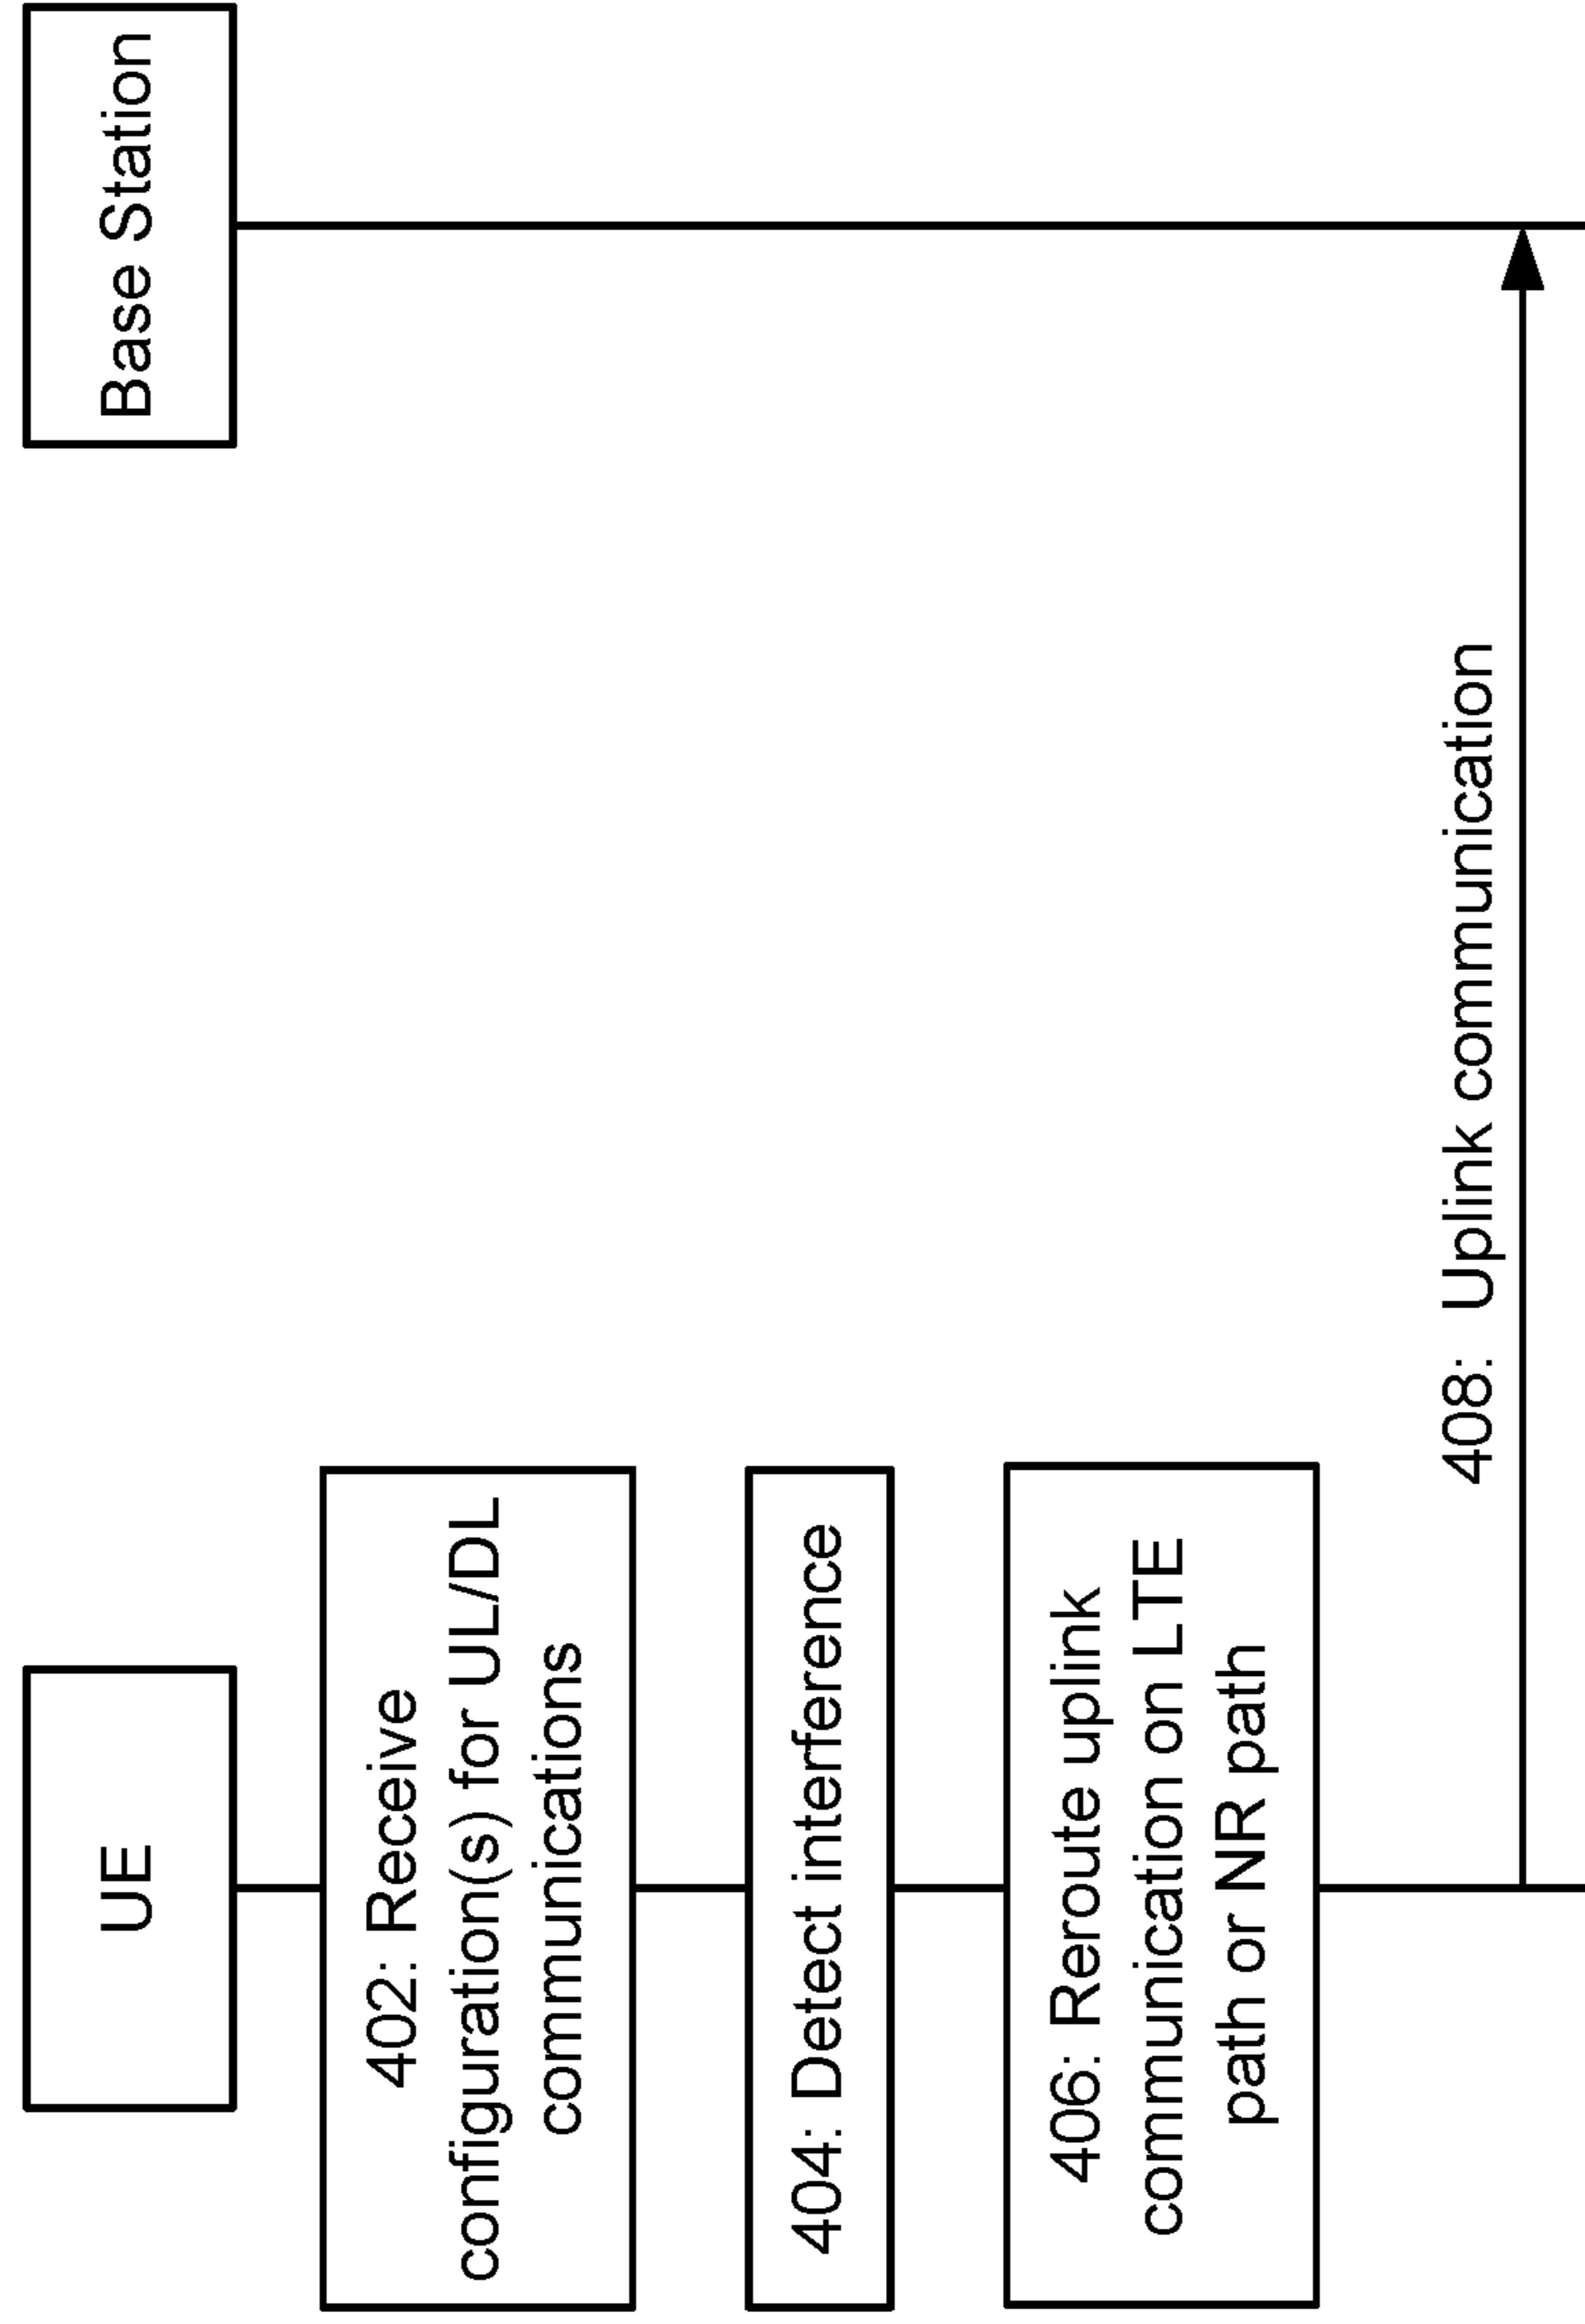 UE
Base Station
402: Receive
configuration(s) for UL/DL
communications
404: Detect interference
406: Reroute uplink
communication on LTE
path or NR path
408: Uplink communication